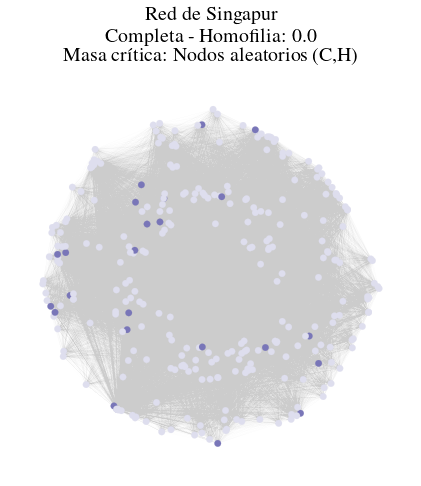 Red de Singapur
Completa - Homofilia: 0.0
Masa crítica: Nodos aleatorios (C,H)